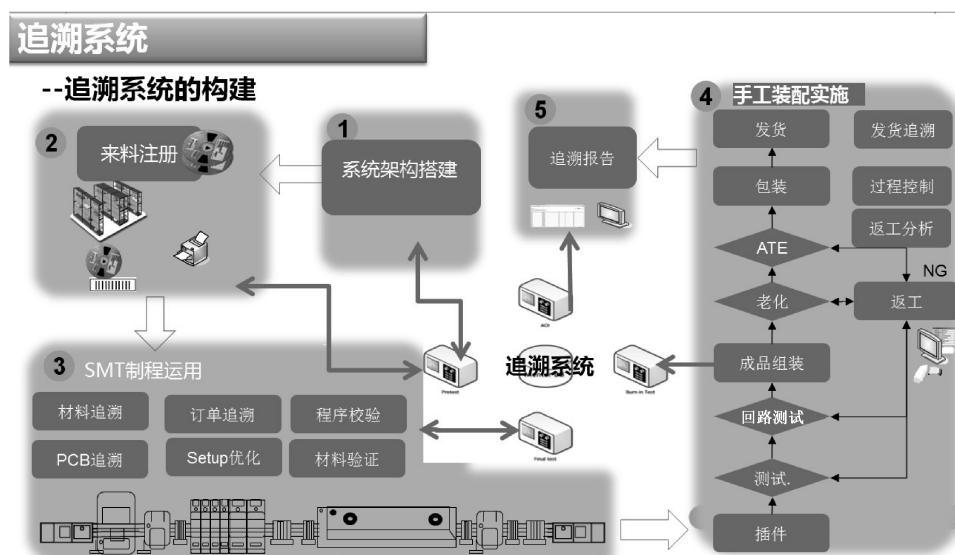 追溯系统
--追溯系统的构建
2
来料注册
1
系统架构搭建
5
追溯报告
4
手工装配实施
发货
发货追溯
包装
过程控制
返工分析
ATE
NG
老化
返工
AOI
3
SMT制程运用
Pretest
追溯系统
Burn-in Test
成品组装
材料追溯
订单追溯
程序校验
回路测试
PCB追溯
Setup优化
材料验证
Final test
测试.
插件